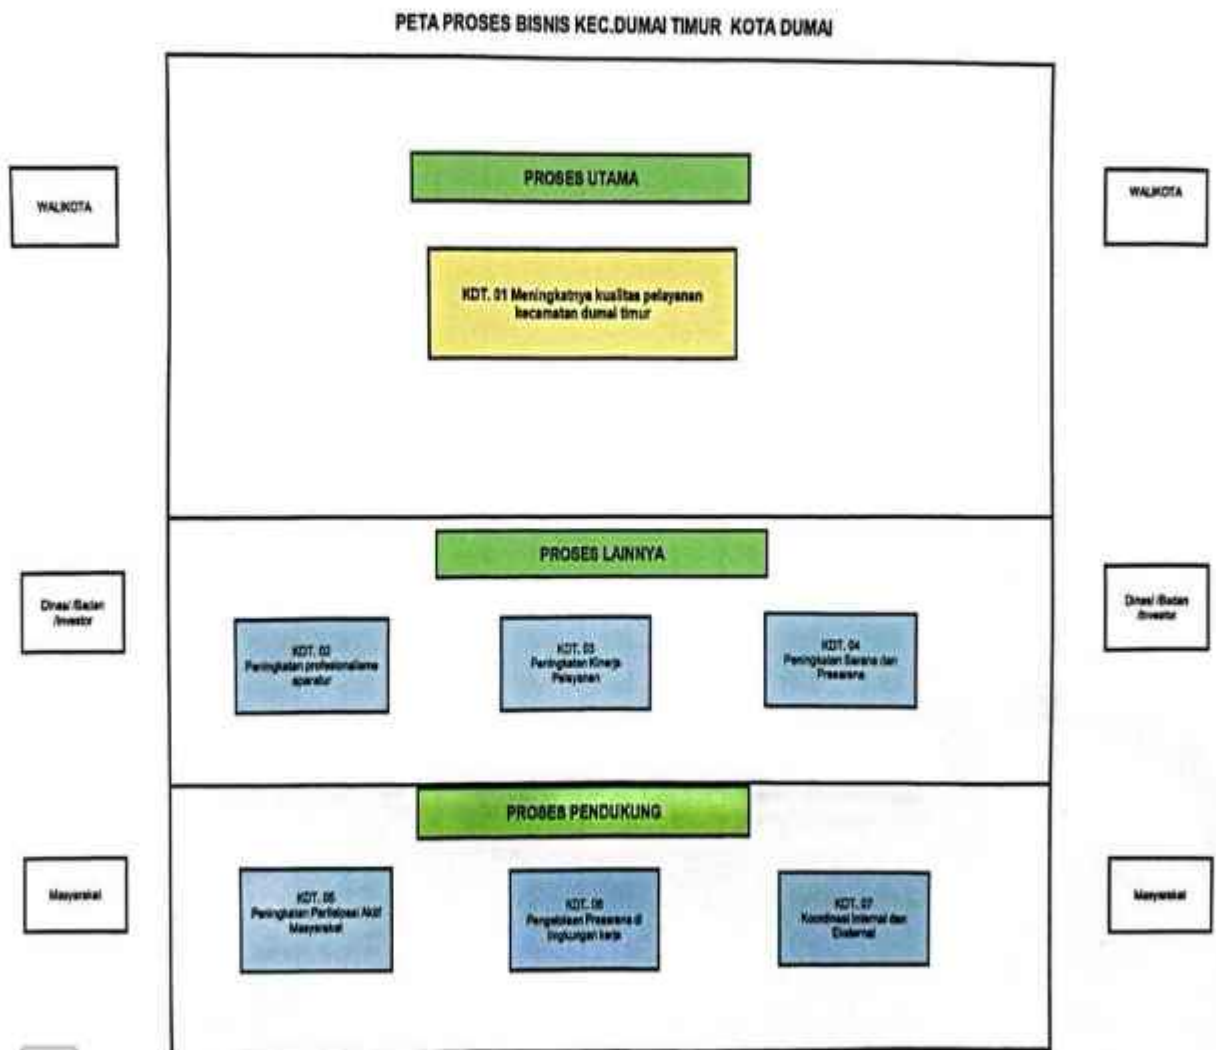 PETA PROSES BISNIS KEC.DUMAI TIMUR KOTA DUMAI
WALIKOTA
PROSES UTAMA
WALIKOTA
KDT. 01 Meningkatnya kualitas pelayanan
kecamatan dumai timur
PROSES LAINNYA
Dinas/ Badan
/Investor
Dinas/ /Badan
/Investor
KDT. 02
Peningkatan profesionalisme
aparatur
KDT. 03
Peningkatan Kinerja
Pelayanan
KDT. 04
Peningkatan Sarana dan
Prasarana
PROSES PENDUKUNG
Masyarakat
Masyarakat
KDT. 05
Peningkatan Partisipasi Aktif
Masyarakat
KDT. 06
Pengelolaan Prasarana di
lingkungan kerja
KDT. 07
Koordinasi Internal dan
Eksternal